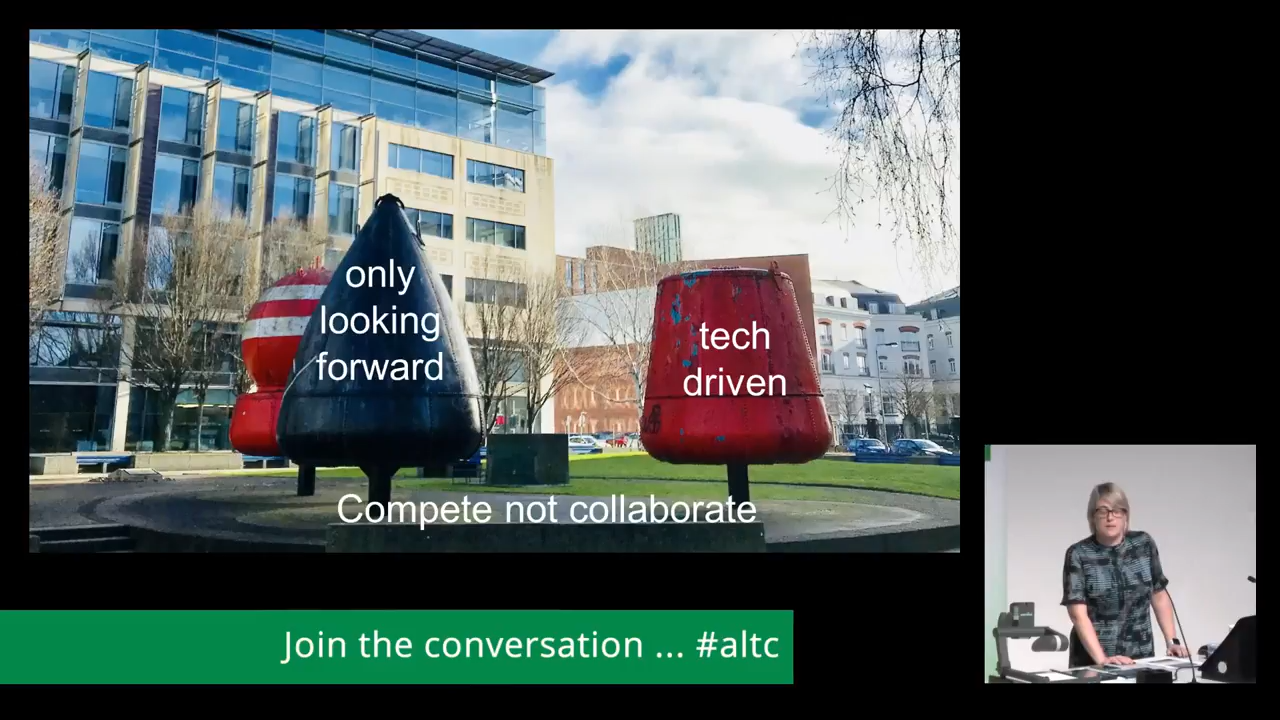 only
looking
forward
tech
driven
Compete not collaborate
Join the conversation ... #altc